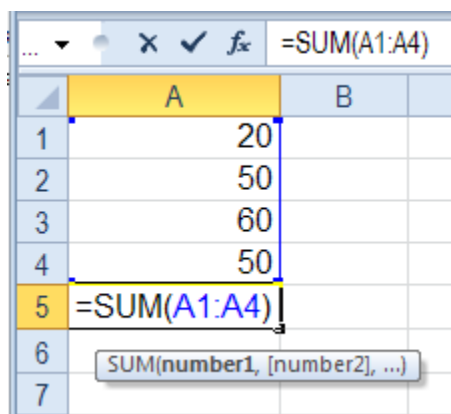 ... fx =SUM(A1:A4)
A B
1 20
2 50
3 60
4 50
5 =SUM(A1:A4)
6 SUM(number1, [number2], ...)
7